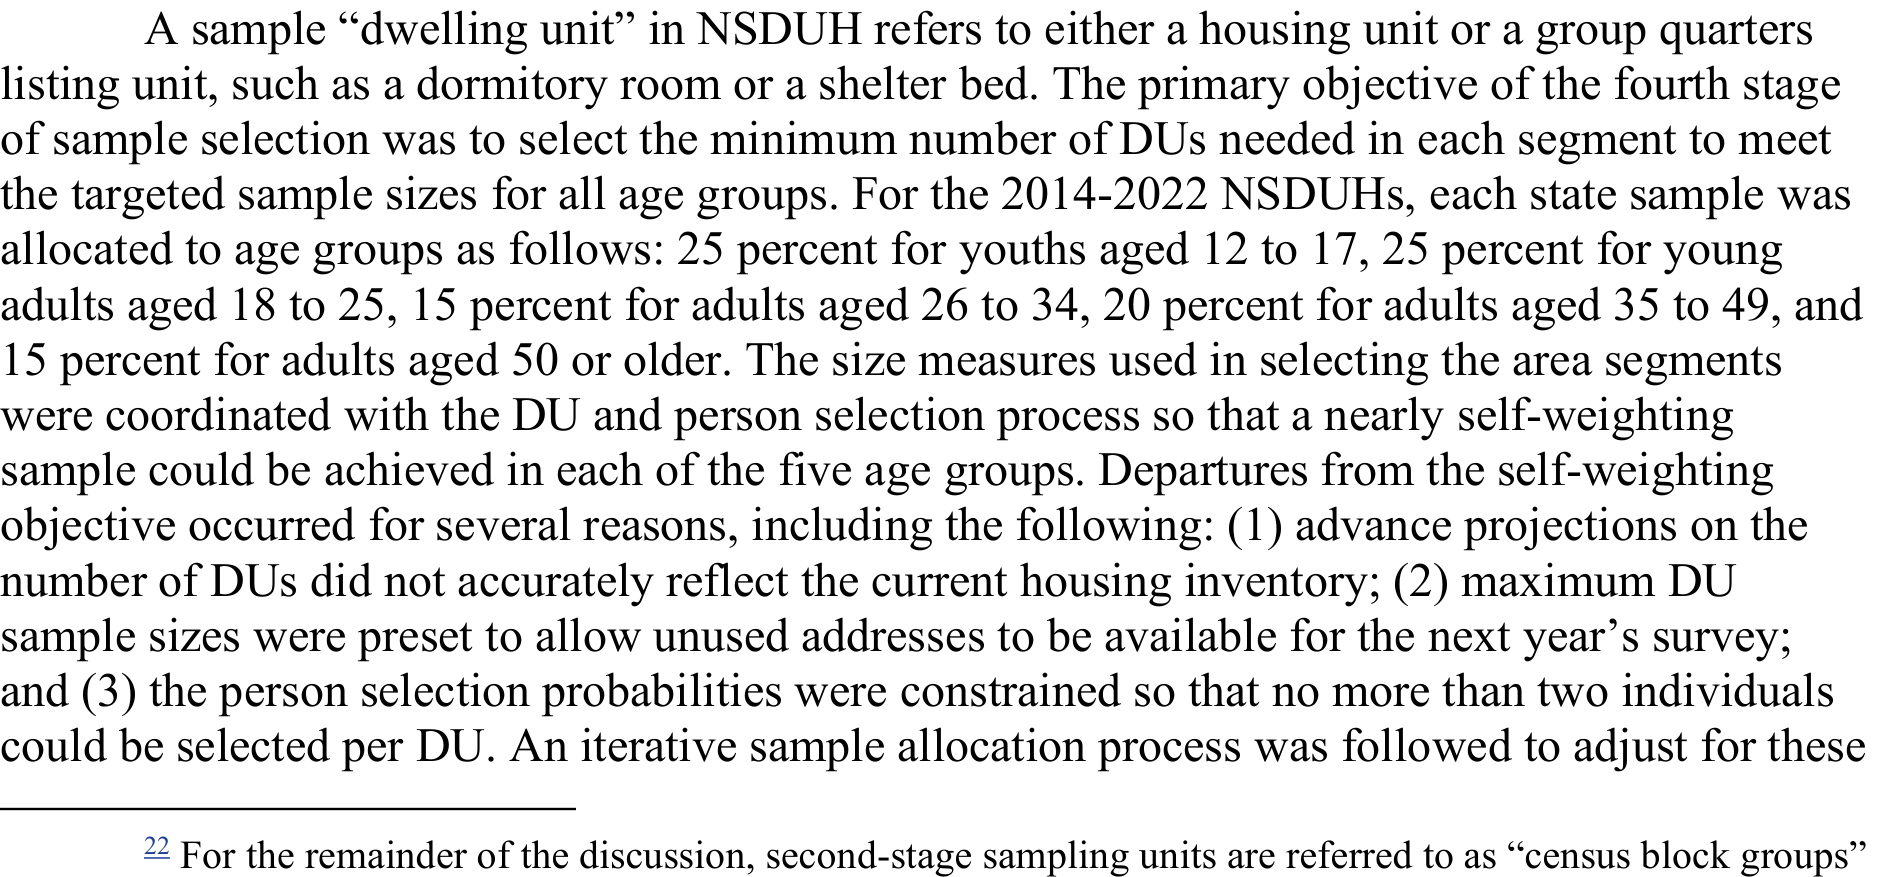 A sample “dwelling unit” in NSDUH refers to either a housing unit or a group quarters
listing unit, such as a dormitory room or a shelter bed. The primary objective of the fourth stage
of sample selection was to select the minimum number of DUs needed in each segment to meet
the targeted sample sizes for all age groups. For the 2014-2022 NSDUHs, each state sample was
allocated to age groups as follows: 25 percent for youths aged 12 to 17, 25 percent for young
adults aged 18 to 25, 15 percent for adults aged 26 to 34, 20 percent for adults aged 35 to 49, and
15 percent for adults aged 50 or older. The size measures used in selecting the area segments
were coordinated with the DU and person selection process so that a nearly self-weighting
sample could be achieved in each of the five age groups. Departures from the self-weighting
objective occurred for several reasons, including the following: (1) advance projections on the
number of DUs did not accurately reflect the current housing inventory; (2) maximum DU
sample sizes were preset to allow unused addresses to be available for the next year’s survey;
and (3) the person selection probabilities were constrained so that no more than two individuals
could be selected per DU. An iterative sample allocation process was followed to adjust for these
22 For the remainder of the discussion, second-stage sampling units are referred to as “census block groups”